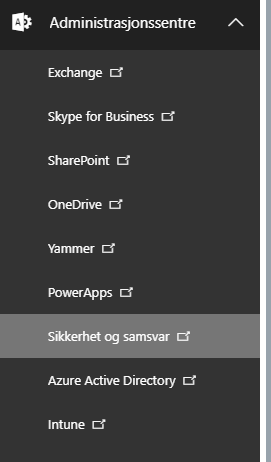 Administrasjonssentre
Exchange
Skype for Business
SharePoint
OneDrive
Yammer
PowerApps
Sikkerhet og samsvar
Azure Active Directory
Intune